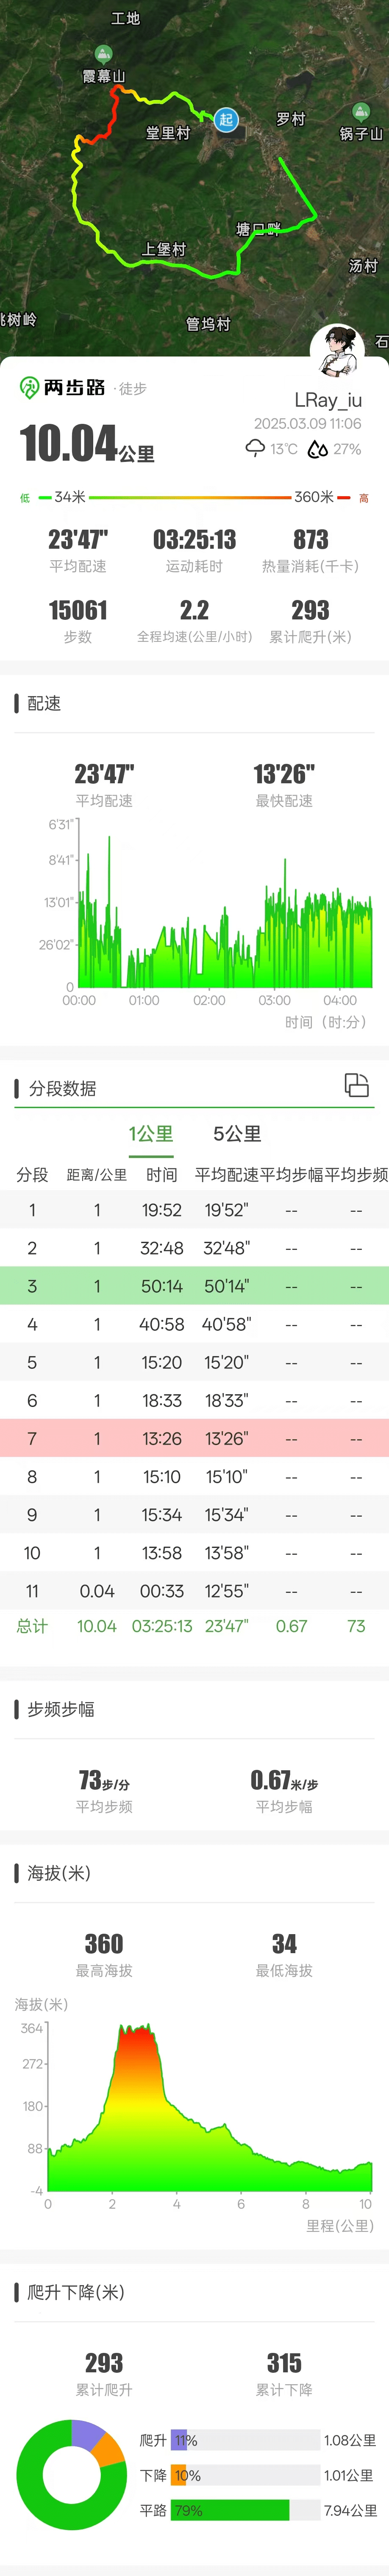 工地
霞幕山
堂里村
起
罗村
锅子山
塘口畔
上堡村
汤村
桃树岭
管坞村
石
两步路 ·徒步
LRay_iu
2025.03.09 11:06
10.04公里
13℃ 27%
低 34米 360米 高
23'47" 03:25:13 873
平均配速 运动耗时 热量消耗(千卡)
15061 2.2 293
步数 全程均速(公里/小时) 累计爬升(米)
配速
23'47" 13'26"
平均配速 最快配速
6'31"
8'41"
13'01"
26'02"
0
00:00 01:00 02:00 03:00 04:00
时间（时:分）
分段数据
1公里 5公里
分段 距离/公里 时间 平均配速 平均步幅 平均步频
1 1 19:52 19'52" -- --
2 1 32:48 32'48" -- --
3 1 50:14 50'14" -- --
4 1 40:58 40'58" -- --
5 1 15:20 15'20" -- --
6 1 18:33 18'33" -- --
7 1 13:26 13'26" -- --
8 1 15:10 15'10" -- --
9 1 15:34 15'34" -- --
10 1 13:58 13'58" -- --
11 0.04 00:33 12'55" -- --
总计 10.04 03:25:13 23'47" 0.67 73
步频步幅
73步/分 0.67米/步
平均步频 平均步幅
海拔(米)
360 34
最高海拔 最低海拔
海拔(米)
364
272
180
88
-4
0 2 4 6 8 10
里程(公里)
爬升下降(米)
293 315
累计爬升 累计下降
爬升 11% 1.08公里
下降 10% 1.01公里
平路 79% 7.94公里